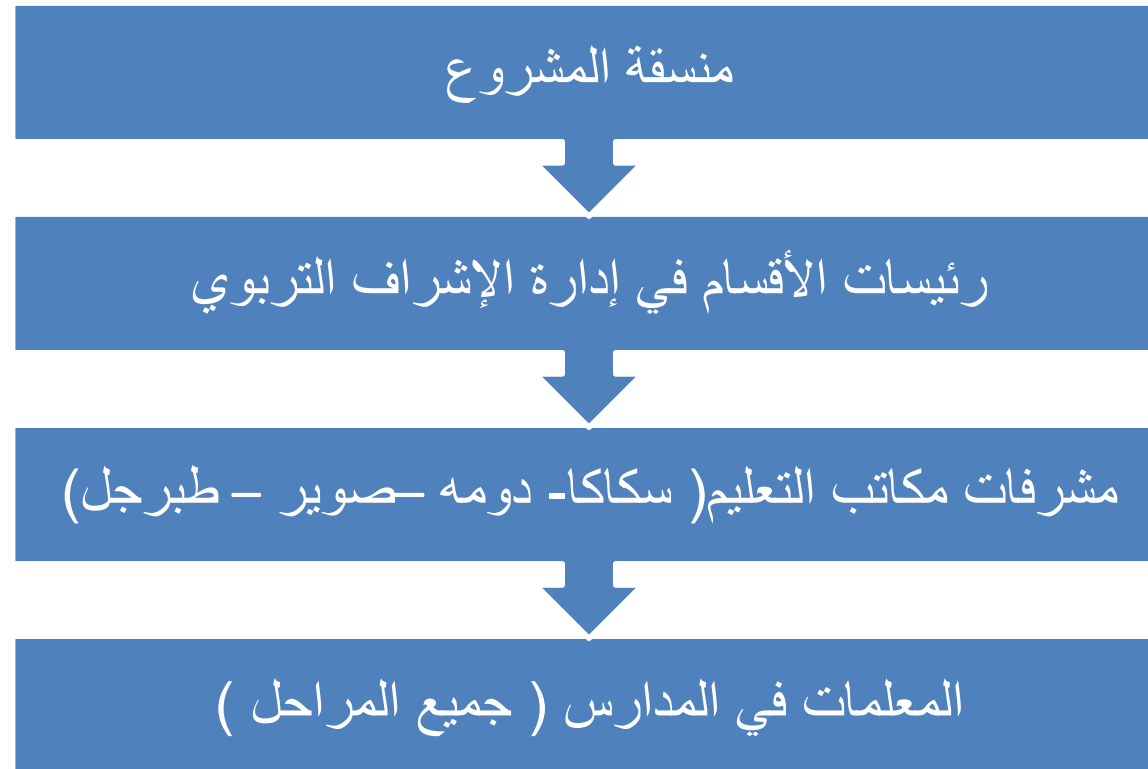 منسقة المشروع
رئيسات الأقسام في إدارة الإشراف التربوي
مشرفات مكاتب التعليم( سكاكا- دومه –صوير – طبرجل)
المعلمات في المدارس ( جميع المراحل )